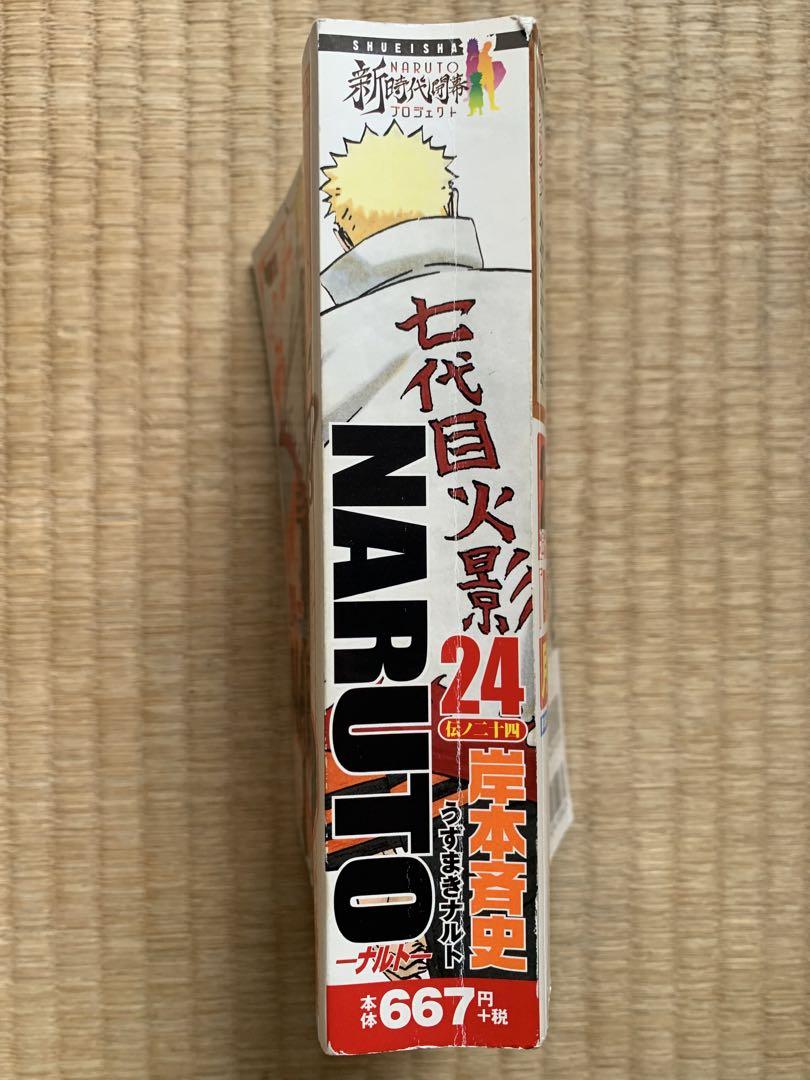 SHUEISHA
NARUTO
新時代開幕
プロジェクト
七代目火影
NARUTO
―ナルト―
24
伝ノ二十四
岸本斉史
うずまきナルト
本体667円+税